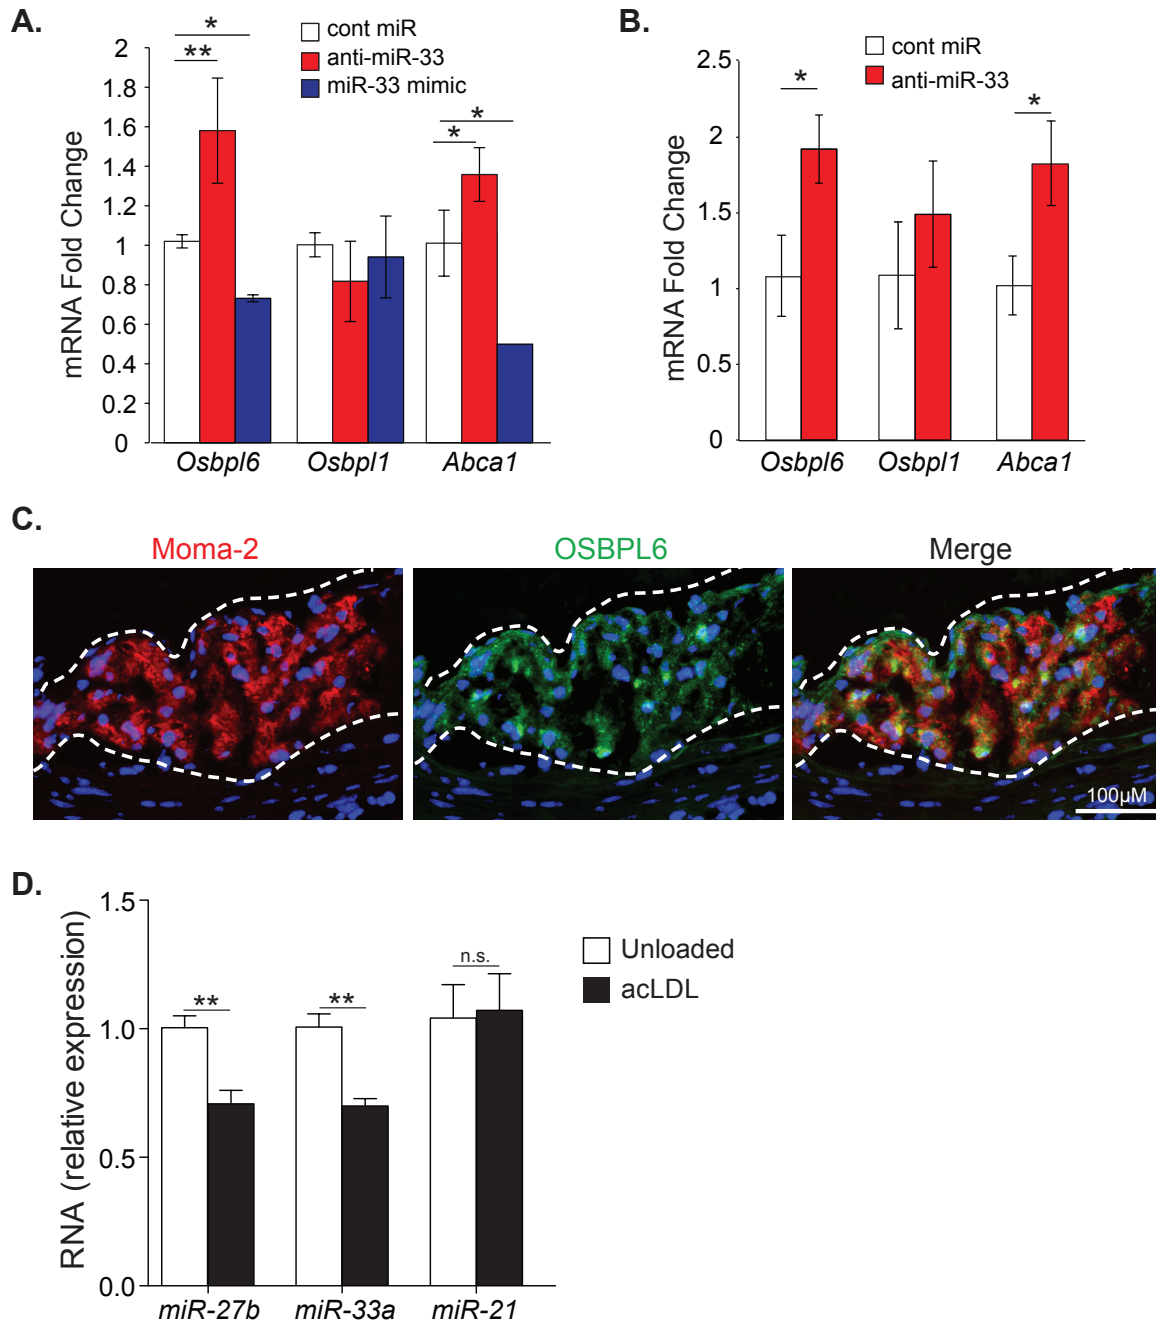 A.
cont miR
anti-miR-33
miR-33 mimic
mRNA Fold Change
2
1.8
1.6
1.4
1.2
1
0.8
0.6
0.4
0.2
0
*
**
*
*
Osbpl6
Osbpl1
Abca1
B.
cont miR
anti-miR-33
mRNA Fold Change
2.5
2
1.5
1
0.5
0
*
*
Osbpl6
Osbpl1
Abca1
C.
Moma-2
OSBPL6
Merge
100µM
D.
RNA (relative expression)
1.5
1.0
0.5
0.0
**
**
n.s.
Unloaded
acLDL
miR-27b
miR-33a
miR-21